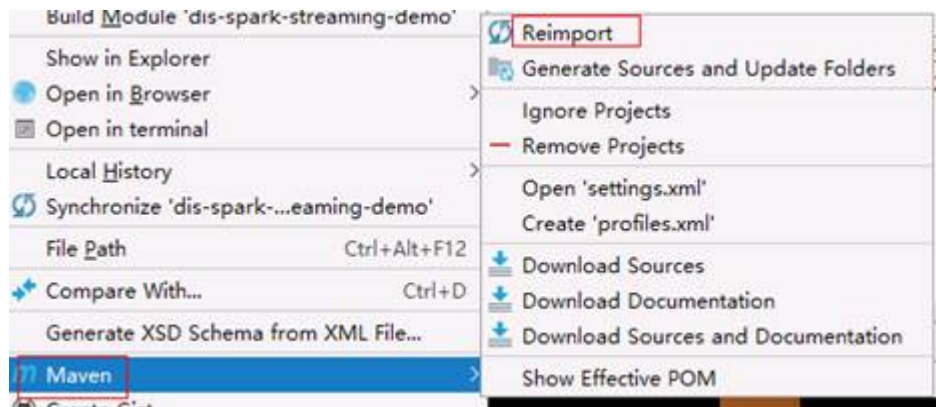 Build Module 'dis-spark-streaming-demo'
Show in Explorer
Open in Browser
Open in terminal
Local History
Synchronize 'dis-spark-...eaming-demo'
File Path Ctrl+Alt+F12
Compare With... Ctrl+D
Generate XSD Schema from XML File...
Maven
Create Gist
Reimport
Generate Sources and Update Folders
Ignore Projects
Remove Projects
Open 'settings.xml'
Create 'profiles.xml'
Download Sources
Download Documentation
Download Sources and Documentation
Show Effective POM